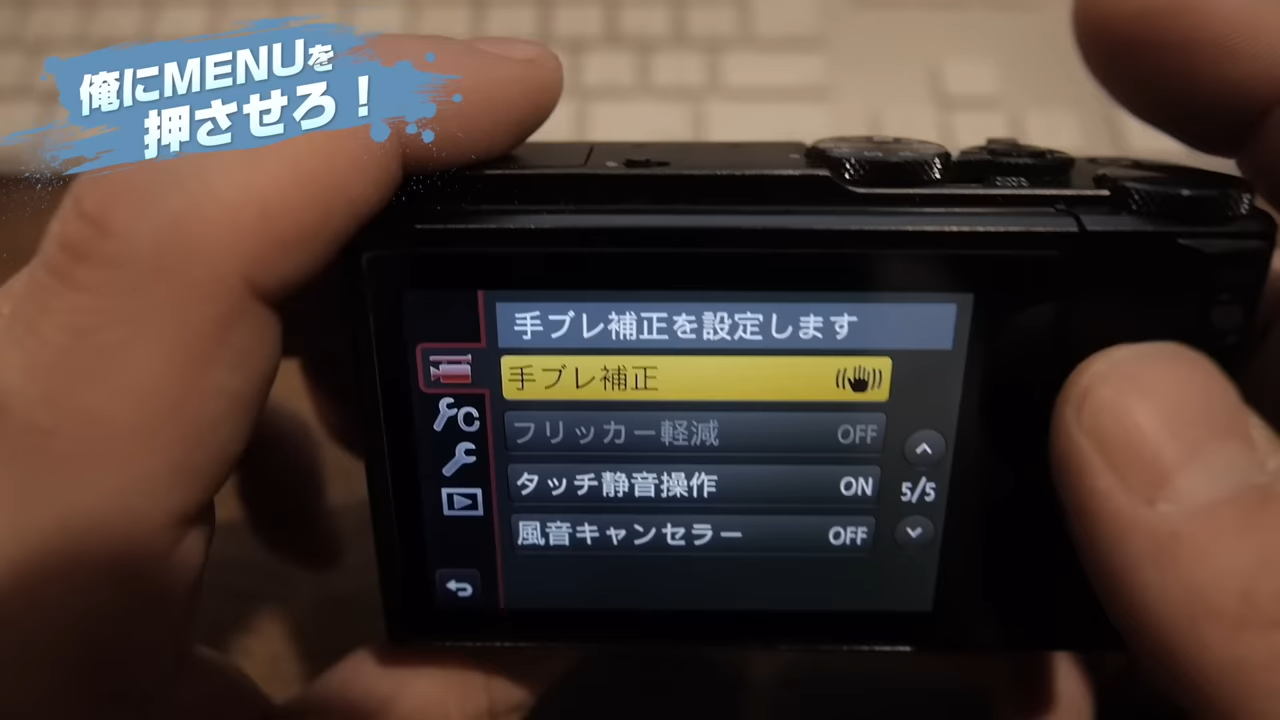 俺にMENUを
押させろ！
手ブレ補正を設定します
手ブレ補正
フリッカー軽減 OFF
タッチ静音操作 ON
5/5
風音キャンセラー OFF
C